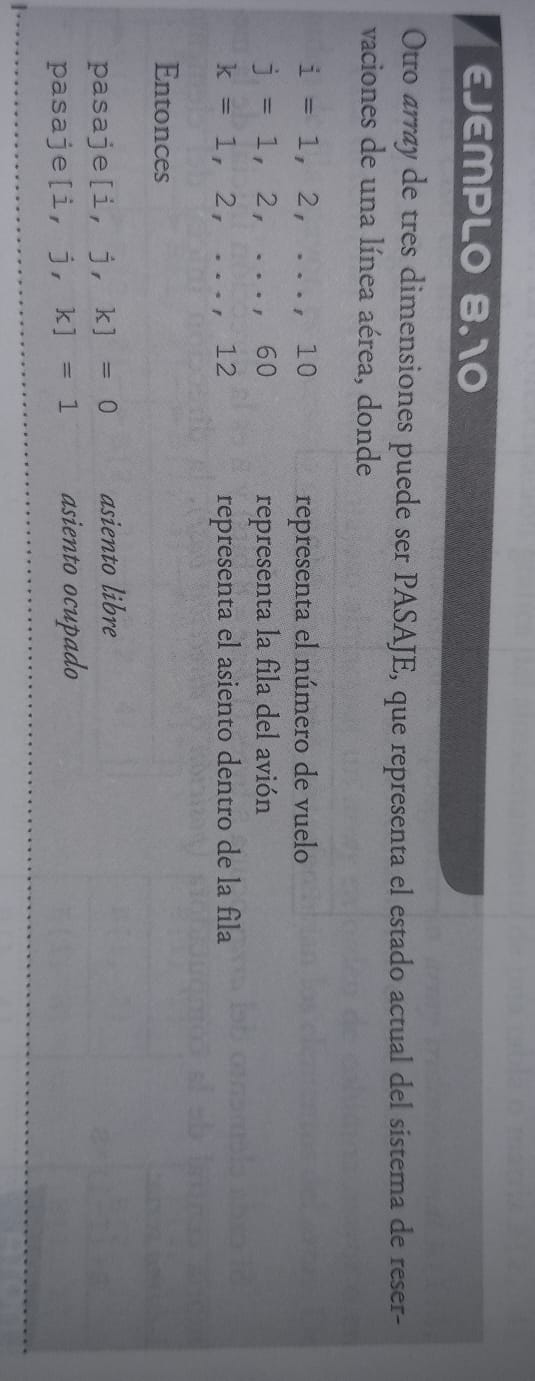 EJEMPLO 8.10
Otro array de tres dimensiones puede ser PASAJE, que representa el estado actual del sistema de reser-
vaciones de una línea aérea, donde
i = 1, 2, ..., 10 representa el número de vuelo
j = 1, 2, ..., 60 representa la fila del avión
k = 1, 2, ..., 12 representa el asiento dentro de la fila
Entonces
pasaje[i, j, k] = 0 asiento libre
pasaje[i, j, k] = 1 asiento ocupado